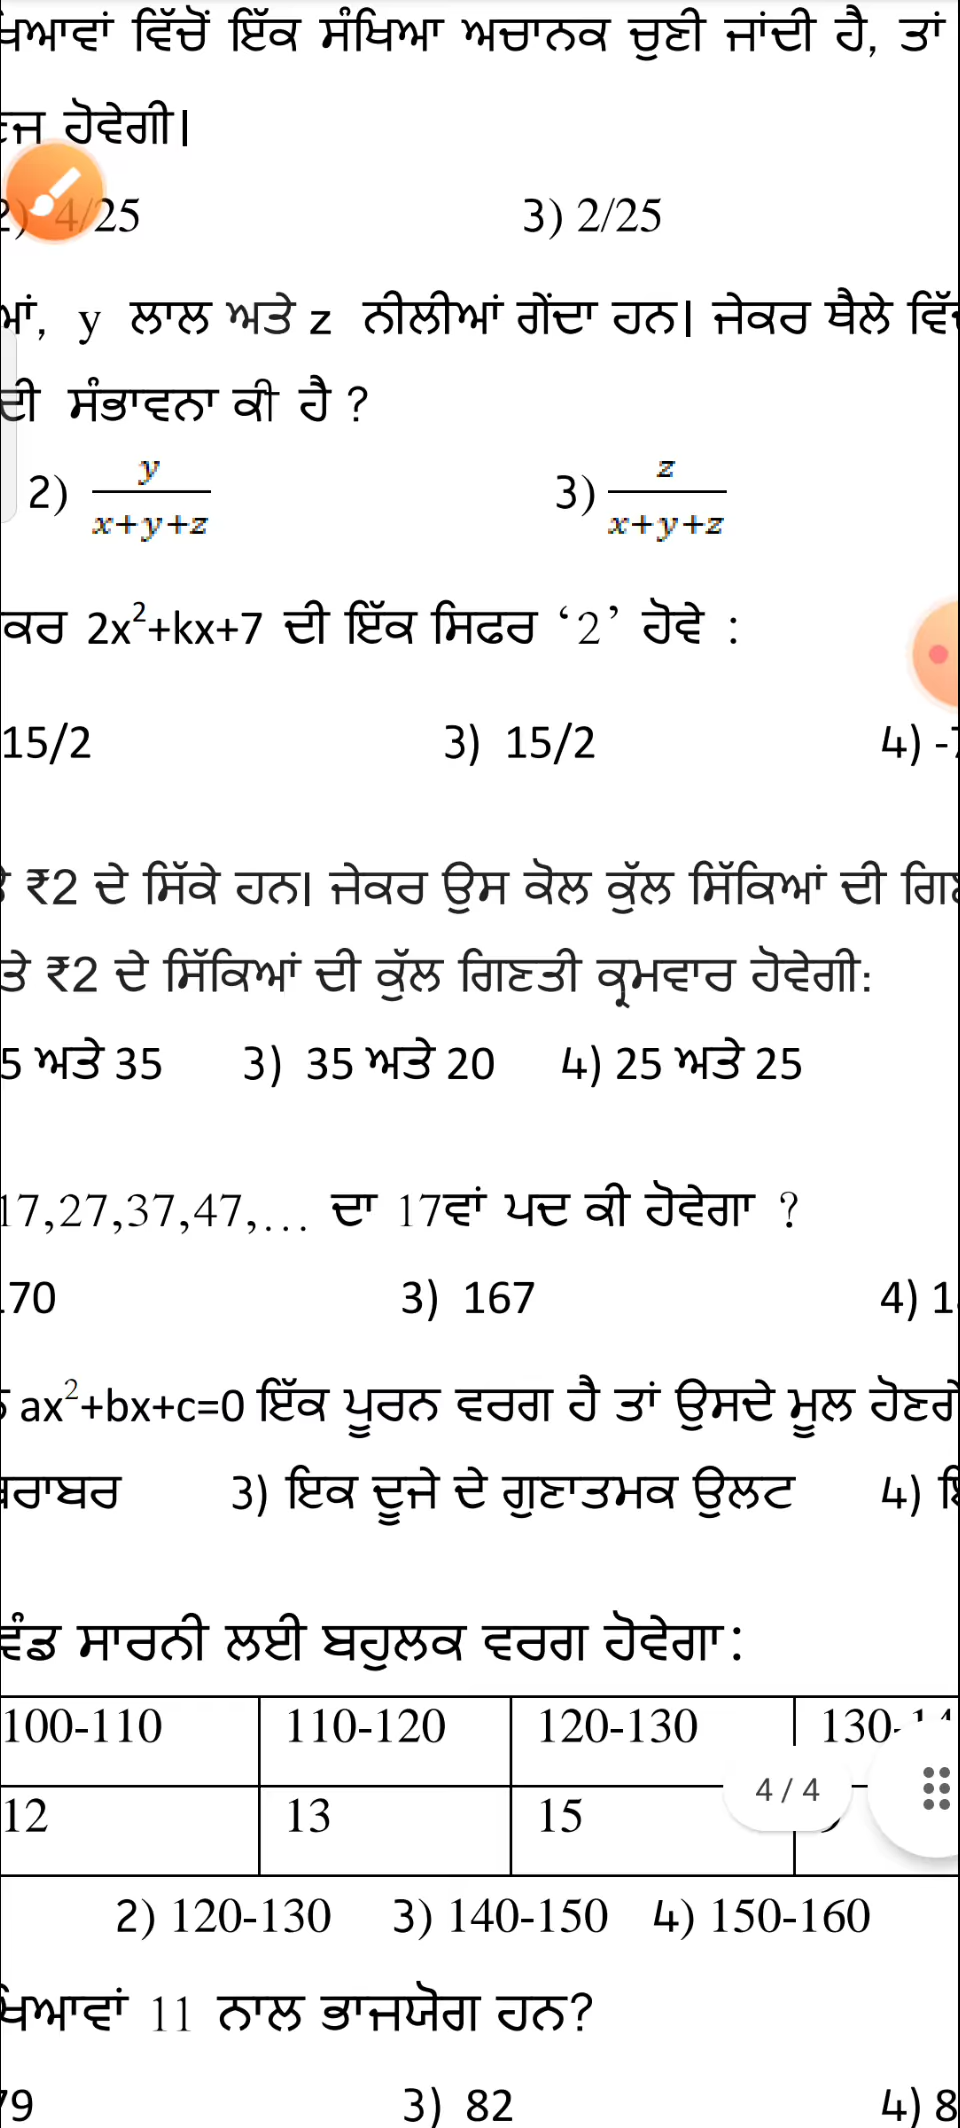 ਵਿੱਚੋਂ ਇੱਕ ਸੰਖਿਆ ਅਚਾਨਕ ਚੁਣੀ ਜਾਂਦੀ ਹੈ, ਤਾਂ
ਹੋਵੇਗੀ|
2) 4/25 3) 2/25
y ਲਾਲ ਅਤੇ z ਨੀਲੀਆਂ ਗੇਂਦਾ ਹਨ| ਜੇਕਰ ਥੈਲੇ
ਦੀ ਸੰਭਾਵਨਾ ਕੀ ਹੈ ?
2) y/x+y+z 3) z/x+y+z
2x²+kx+7 ਦੀ ਇੱਕ ਸਿਫਰ ‘2’ ਹੋਵੇ :
15/2 3) 15/2 4)
₹2 ਦੇ ਸਿੱਕੇ ਹਨ| ਜੇਕਰ ਉਸ ਕੋਲ ਕੁੱਲ ਸਿੱਕਿਆਂ ਦੀ
₹2 ਦੇ ਸਿੱਕਿਆਂ ਦੀ ਕੁੱਲ ਗਿਣਤੀ ਕ੍ਰਮਵਾਰ ਹੋਵੇਗੀ:
5 ਅਤੇ 35 3) 35 ਅਤੇ 20 4) 25 ਅਤੇ 25
17,27,37,47,... ਦਾ 17ਵਾਂ ਪਦ ਕੀ ਹੋਵੇਗਾ ?
70 3) 167 4)
ax²+bx+c=0 ਇੱਕ ਪੂਰਨ ਵਰਗ ਹੈ ਤਾਂ ਉਸਦੇ ਮੂਲ
3) ਇਕ ਦੂਜੇ ਦੇ ਗੁਣਾਤਮਕ ਉਲਟ 4)
ਵੰਡ ਸਾਰਨੀ ਲਈ ਬਹੁਲਕ ਵਰਗ ਹੋਵੇਗਾ:
100-110 110-120 120-130
12 13 15
4 / 4
2) 120-130 3) 140-150 4) 150-160
11 ਨਾਲ ਭਾਜਯੋਗ ਹਨ?
79 3) 82 4)